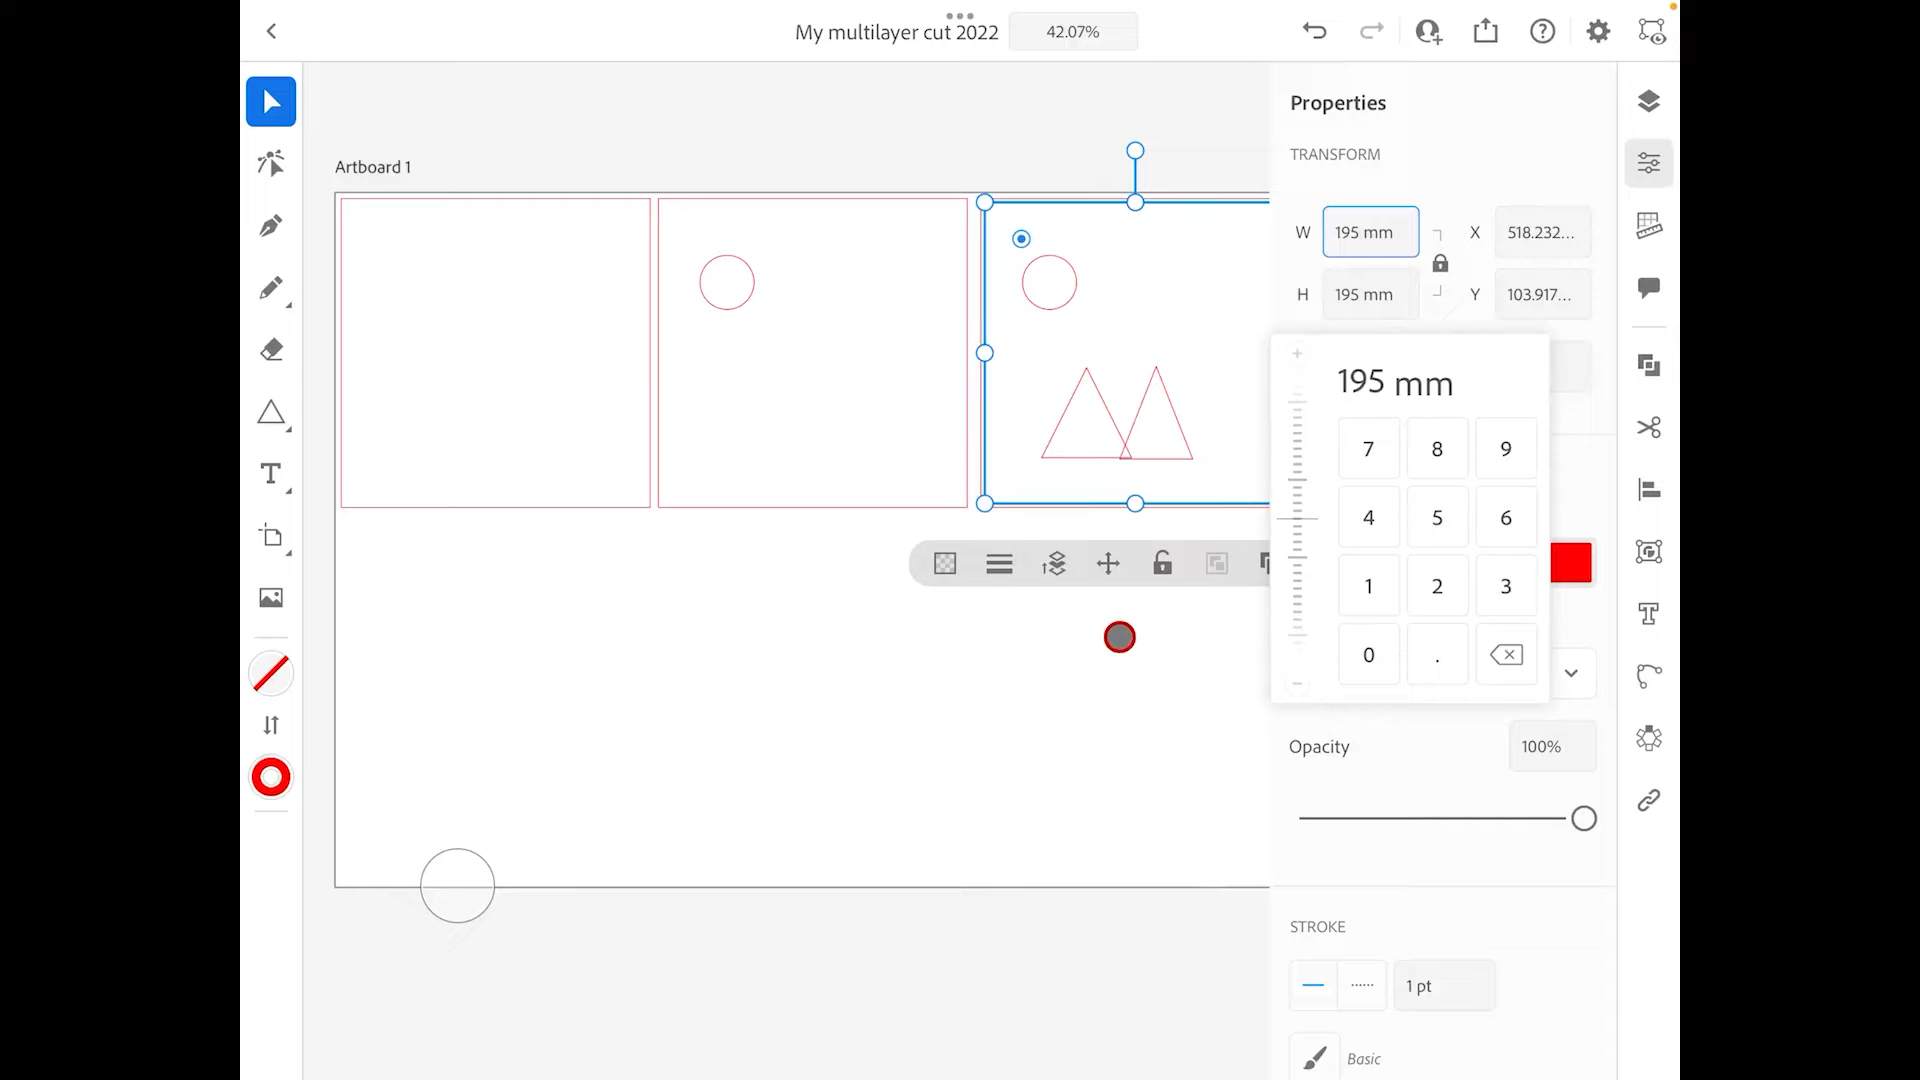 My multilayer cut 2022
42.07%
Artboard 1
Properties
TRANSFORM
W
195 mm
X
518.232...
H
195 mm
Y
103.917...
195 mm
7
8
9
4
5
6
1
2
3
0
.
Opacity
100%
STROKE
1 pt
Basic